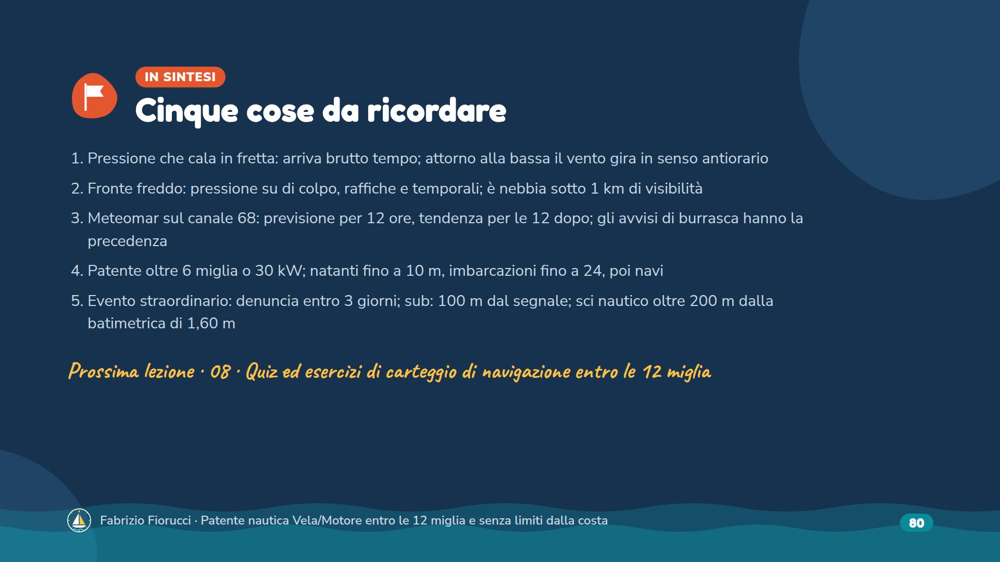 IN SINTESI
Cinque cose da ricordare
1. Pressione che cala in fretta: arriva brutto tempo; attorno alla bassa il vento gira in senso antiorario
2. Fronte freddo: pressione su di colpo, raffiche e temporali; è nebbia sotto 1 km di visibilità
3. Meteomar sul canale 68: previsione per 12 ore, tendenza per le 12 dopo; gli avvisi di burrasca hanno la
precedenza
4. Patente oltre 6 miglia o 30 kW; natanti fino a 10 m, imbarcazioni fino a 24, poi navi
5. Evento straordinario: denuncia entro 3 giorni; sub: 100 m dal segnale; sci nautico oltre 200 m dalla
batimetrica di 1,60 m
Prossima lezione · 08 · Quiz ed esercizi di carteggio di navigazione entro le 12 miglia
Fabrizio Fiorucci · Patente nautica Vela/Motore entro le 12 miglia e senza limiti dalla costa
80